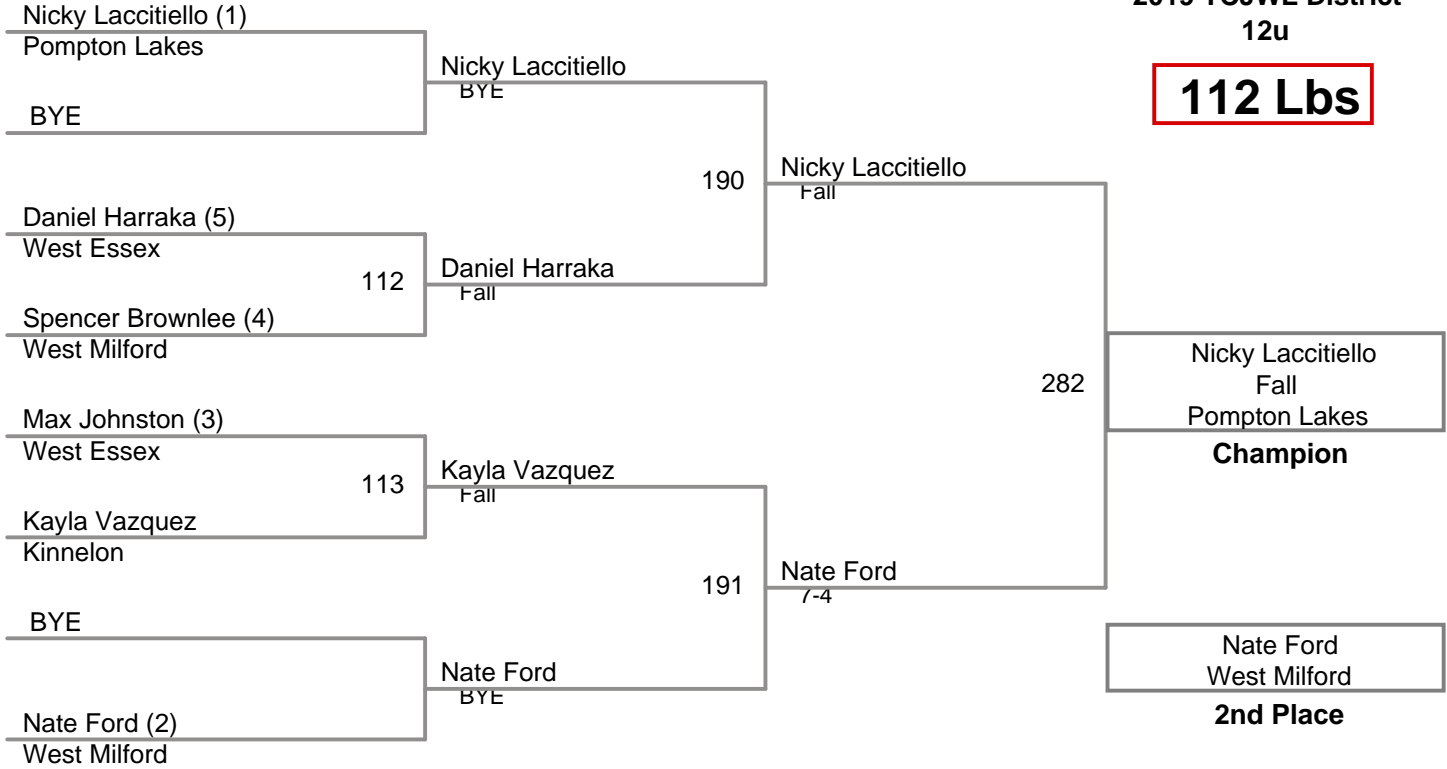 Nicky Laccitiello (1)
Pompton Lakes
BYE
Daniel Harraka (5)
West Essex
112
Spencer Brownlee (4)
West Milford
Max Johnston (3)
West Essex
113
Kayla Vazquez
Kinnelon
BYE
Nate Ford (2)
West Milford
Nicky Laccitiello
BYE
190
Daniel Harraka
Fall
Kayla Vazquez
Fall
191
Nate Ford
BYE
Nicky Laccitiello
Fall
282
Nate Ford
7-4
2019 District
12u
112 Lbs
Nicky Laccitiello
Fall
Pompton Lakes
Champion
Nate Ford
West Milford
2nd Place